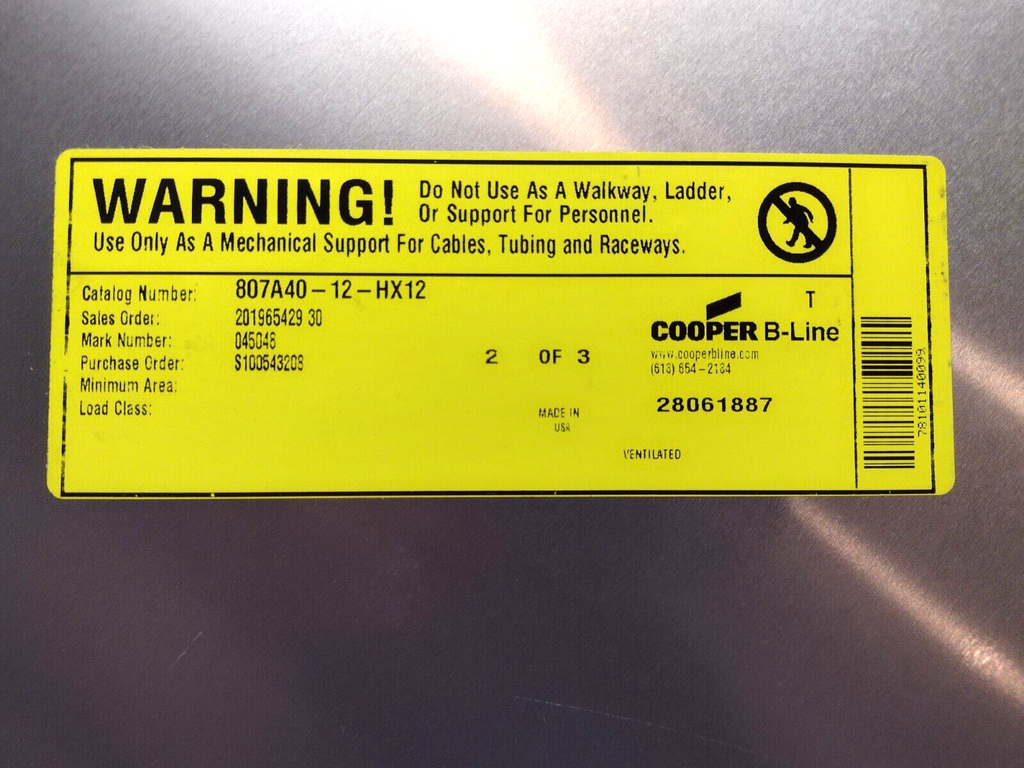 WARNING! Do Not Use As A Walkway, Ladder,
Or Support For Personnel.
Use Only As A Mechanical Support For Cables, Tubing and Raceways.
Catalog Number: 807A40-12-HX12
Sales Order: 201965429 30
Mark Number: 045048
Purchase Order: S100543208
Minimum Area:
Load Class:
2 OF 3
MADE IN
USA
T
COOPER B-Line
www.cooperbline.com
(618) 654-2184
28061887
VENTILATED
78101140099